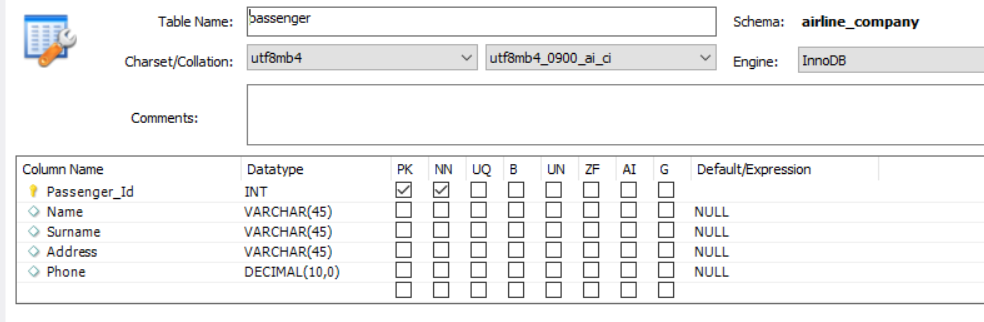 Table Name: passenger Schema: airline_company
Charset/Collation: utf8mb4 utf8mb4_0900_ai_ci Engine: InnoDB
Comments:
Column Name Datatype PK NN UQ B UN ZF AI G Default/Expression
Passenger_Id INT
Name VARCHAR(45) NULL
Surname VARCHAR(45) NULL
Address VARCHAR(45) NULL
Phone DECIMAL(10,0) NULL